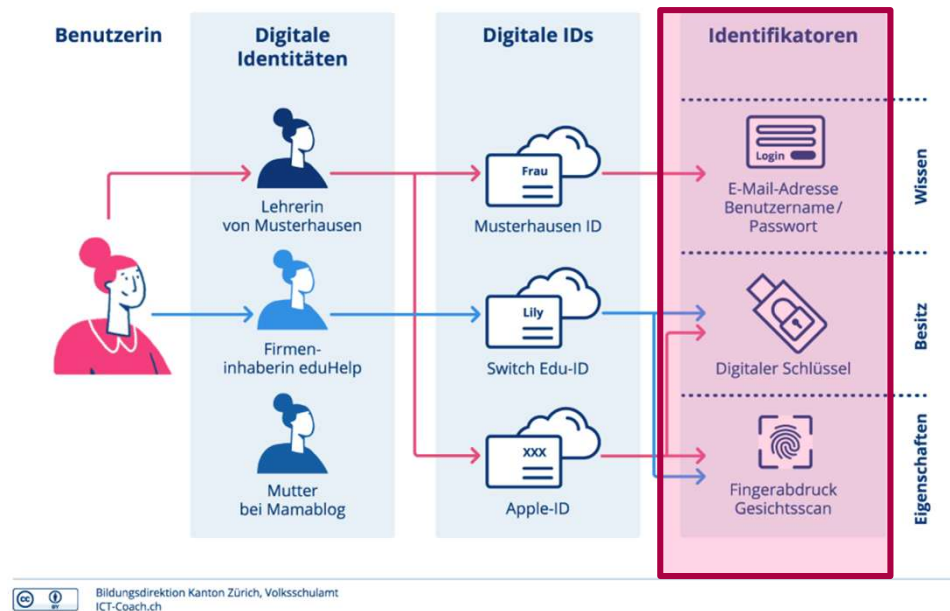 Benutzerin
Digitale
Identitäten
Digitale IDs
Identifikatoren
Lehrerin
von Musterhausen
Frau
Musterhausen ID
Login
E-Mail-Adresse
Benutzername/
Passwort
Wissen
Firmen-
inhaberin eduHelp
Lily
Switch Edu-ID
Digitaler Schlüssel
Besitz
Mutter
bei Mamablog
XXX
Apple-ID
Fingerabdruck
Gesichtsscan
Eigenschaften
cc
BY
Bildungsdirektion Kanton Zürich, Volksschulamt
ICT-Coach.ch